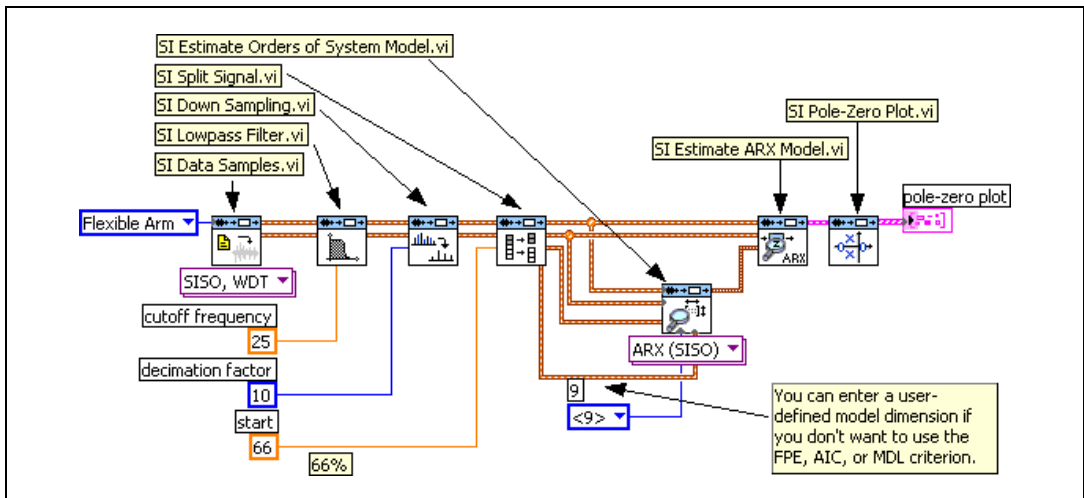 SI Estimate Orders of System Model.vi
SI Split Signal.vi
SI Down Sampling.vi
SI Lowpass Filter.vi
SI Data Samples.vi
SI Pole-Zero Plot.vi
SI Estimate ARX Model.vi
pole-zero plot
Flexible Arm
Z
ARX
0
X
X
0
SISO, WDT
ARX (SISO)
cutoff frequency
25
decimation factor
10
start
66
66%
9
<9>
You can enter a user-
defined model dimension if
you don't want to use the
FPE, AIC, or MDL criterion.